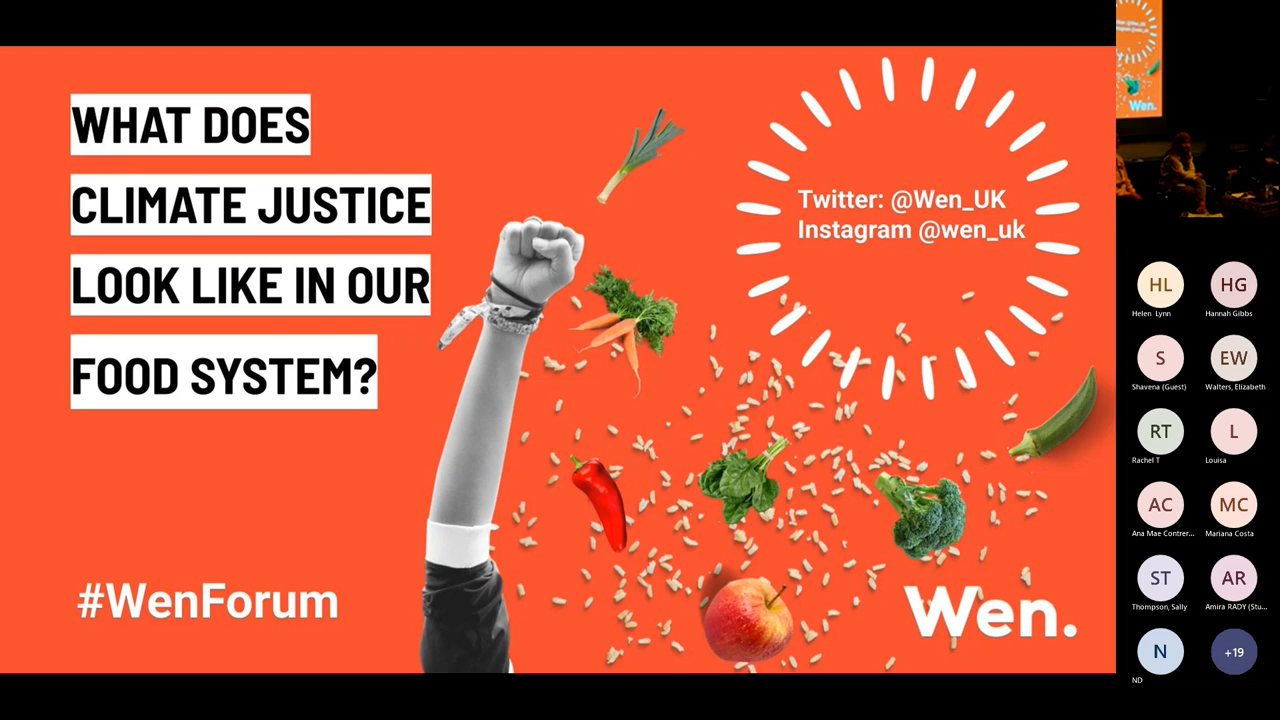 WHAT DOES
CLIMATE JUSTICE
LOOK LIKE IN OUR
FOOD SYSTEM?
Twitter: @Wen_UK
Instagram @wen_uk
#WenForum
Wen.
Wen.
HL
Helen Lynn
HG
Hannah Gibbs
S
Shavena (Guest)
EW
Walters, Elizabeth
RT
Rachel T
L
Louisa
AC
Ana Mae Contrer...
MC
Mariana Costa
ST
Thompson, Sally
AR
Amira RADY (Stu...
N
ND
+19